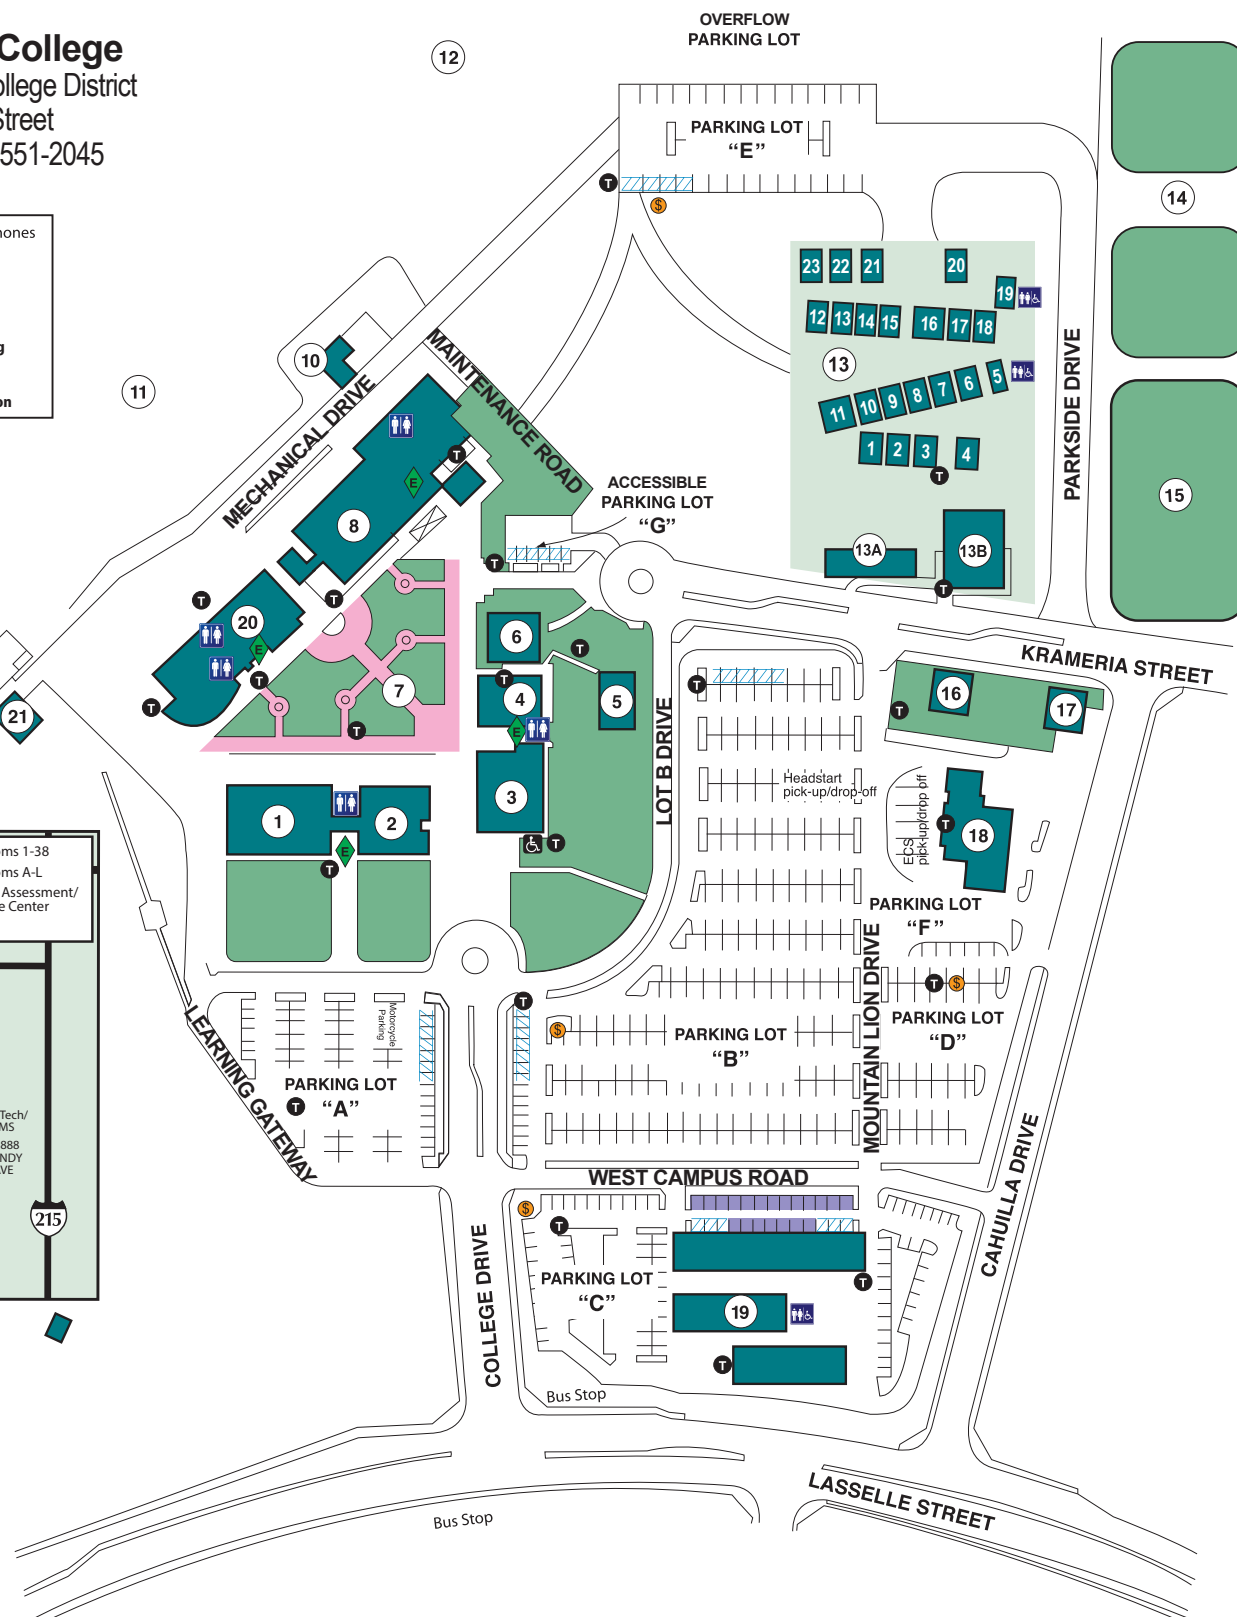 College
College District
Street
551-2045
OVERFLOW
PARKING LOT
12
PARKING LOT
“E”
T
$
14
23
22
21
20
19
12
13
14
15
16
17
18
13
11
10
9
8
7
6
5
1
2
3
4
T
PARKSIDE DRIVE
15
13A
13B
T
10
11
MECHANICAL DRIVE
MAINTENANCE ROAD
T
E
8
ACCESSIBLE
PARKING LOT
“G”
T
T
T
20
E
T
T
21
7
T
6
T
T
4
5
E
3
T
LOT B DRIVE
1
2
E
T
KRAMERIA STREET
16
17
T
T
Headstart
pick-up/drop-off
ECS
pick-up/drop off
T
18
PARKING LOT
“F”
MOUNTAIN LION DRIVE
T
$
PARKING LOT
“D”
$
PARKING LOT
“B”
T
Motorcycle
Parking
PARKING LOT
“A”
T
LEARNING GATEWAY
WEST CAMPUS ROAD
CAHUILLA DRIVE
COLLEGE DRIVE
$
T
PARKING LOT
“C”
T
19
T
Bus Stop
Bus Stop
LASSELLE STREET
oms 1-38
oms A-L
Assessment/
Center
Tech/
MS
888
215